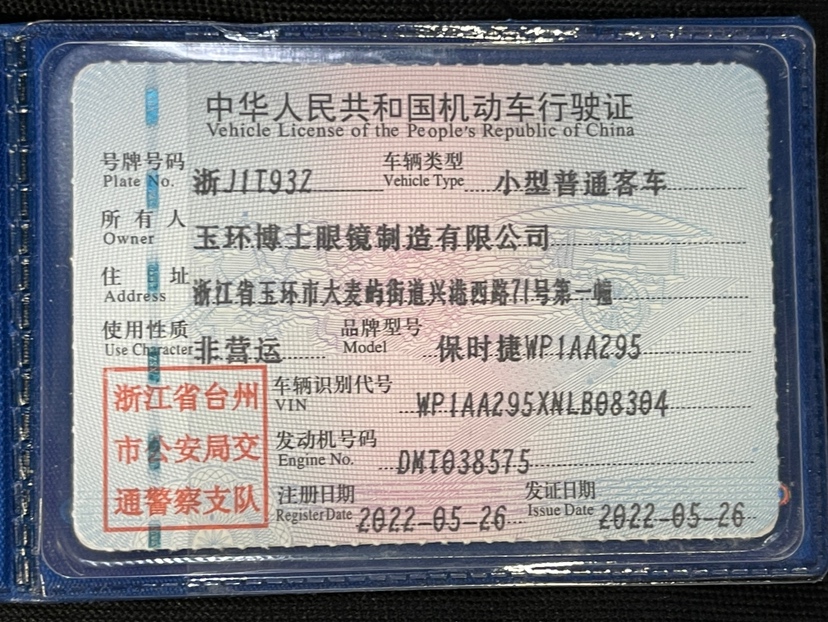 中华人民共和国机动车行驶证
Vehicle License of the People's Republic of China
号牌号码 浙J1T93Z 车辆类型 小型普通客车
Plate No. Vehicle Type
所有人 玉环博士眼镜制造有限公司
Owner
住址 浙江省玉环市大麦屿街道兴港西路71号第一幢
Address
使用性质 非营运 品牌型号 保时捷WP1AA295
Use Character Model
车辆识别代号 WP1AA295XNLB08304
VIN
发动机号码 DMT038575
Engine No.
注册日期 2022-05-26 发证日期 2022-05-26
Register Date Issue Date
浙江省台州
市公安局交
通警察支队